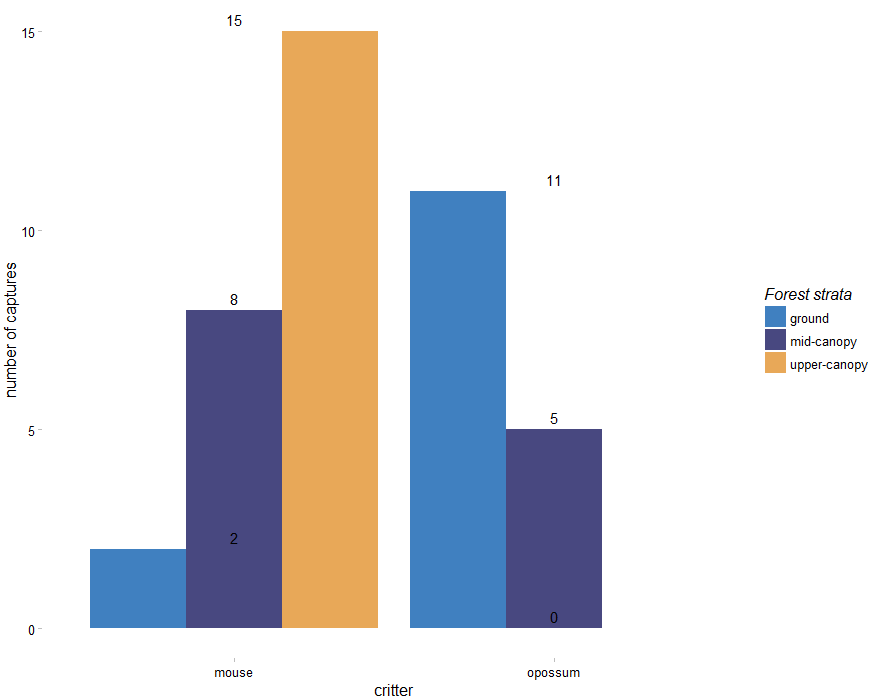 15
15
11
10
8
5
5
2
0
0
number of captures
mouse
opossum
critter
Forest strata
ground
mid-canopy
upper-canopy